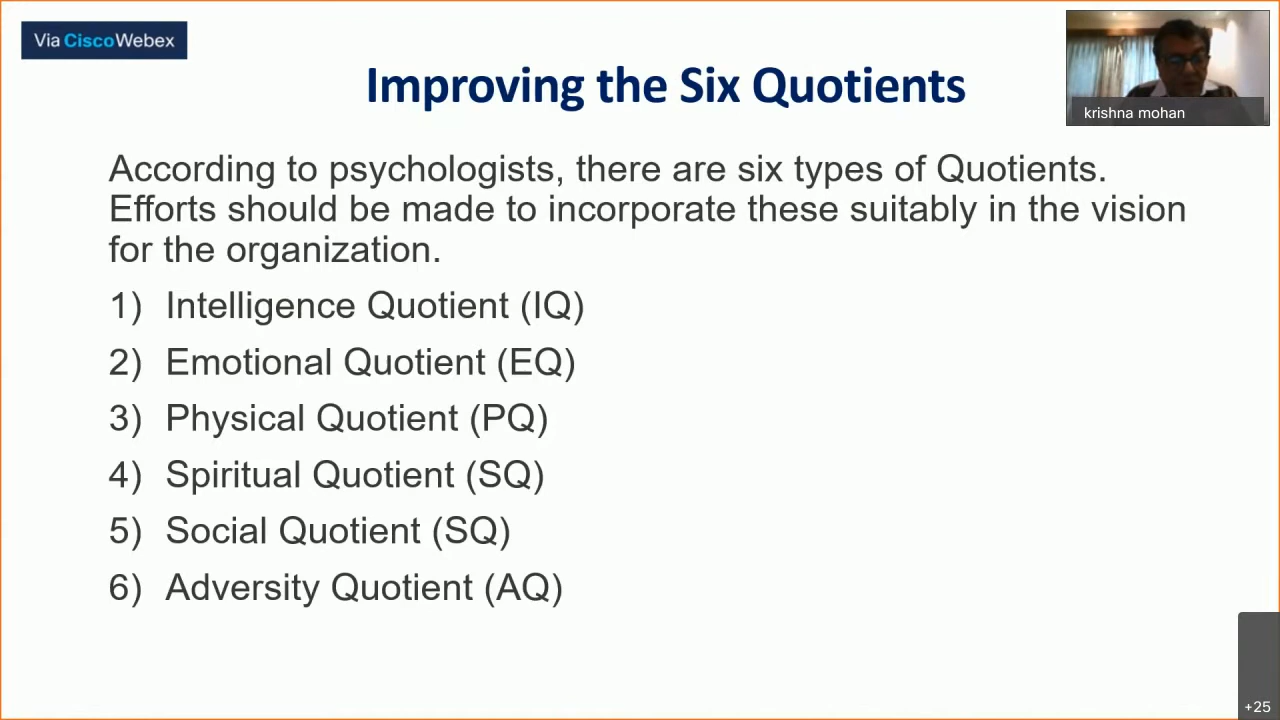 Via Cisco Webex
Improving the Six Quotients
krishna mohan
According to psychologists, there are six types of Quotients.
Efforts should be made to incorporate these suitably in the vision
for the organization.
1) Intelligence Quotient (IQ)
2) Emotional Quotient (EQ)
3) Physical Quotient (PQ)
4) Spiritual Quotient (SQ)
5) Social Quotient (SQ)
6) Adversity Quotient (AQ)
+25